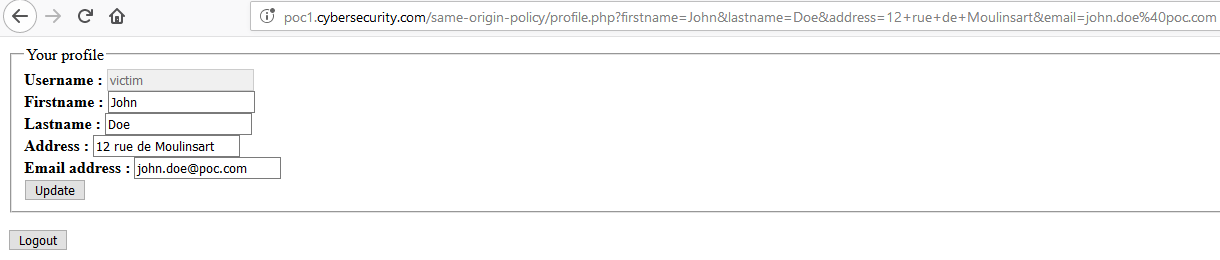 poc1.cybersecurity.com/same-origin-policy/profile.php?firstname=John&lastname=Doe&address=12+rue+de+Moulinsart&email=john.doe%40poc.com
Your profile
Username : victim
Firstname : John
Lastname : Doe
Address : 12 rue de Moulinsart
Email address : john.doe@poc.com
Update
Logout